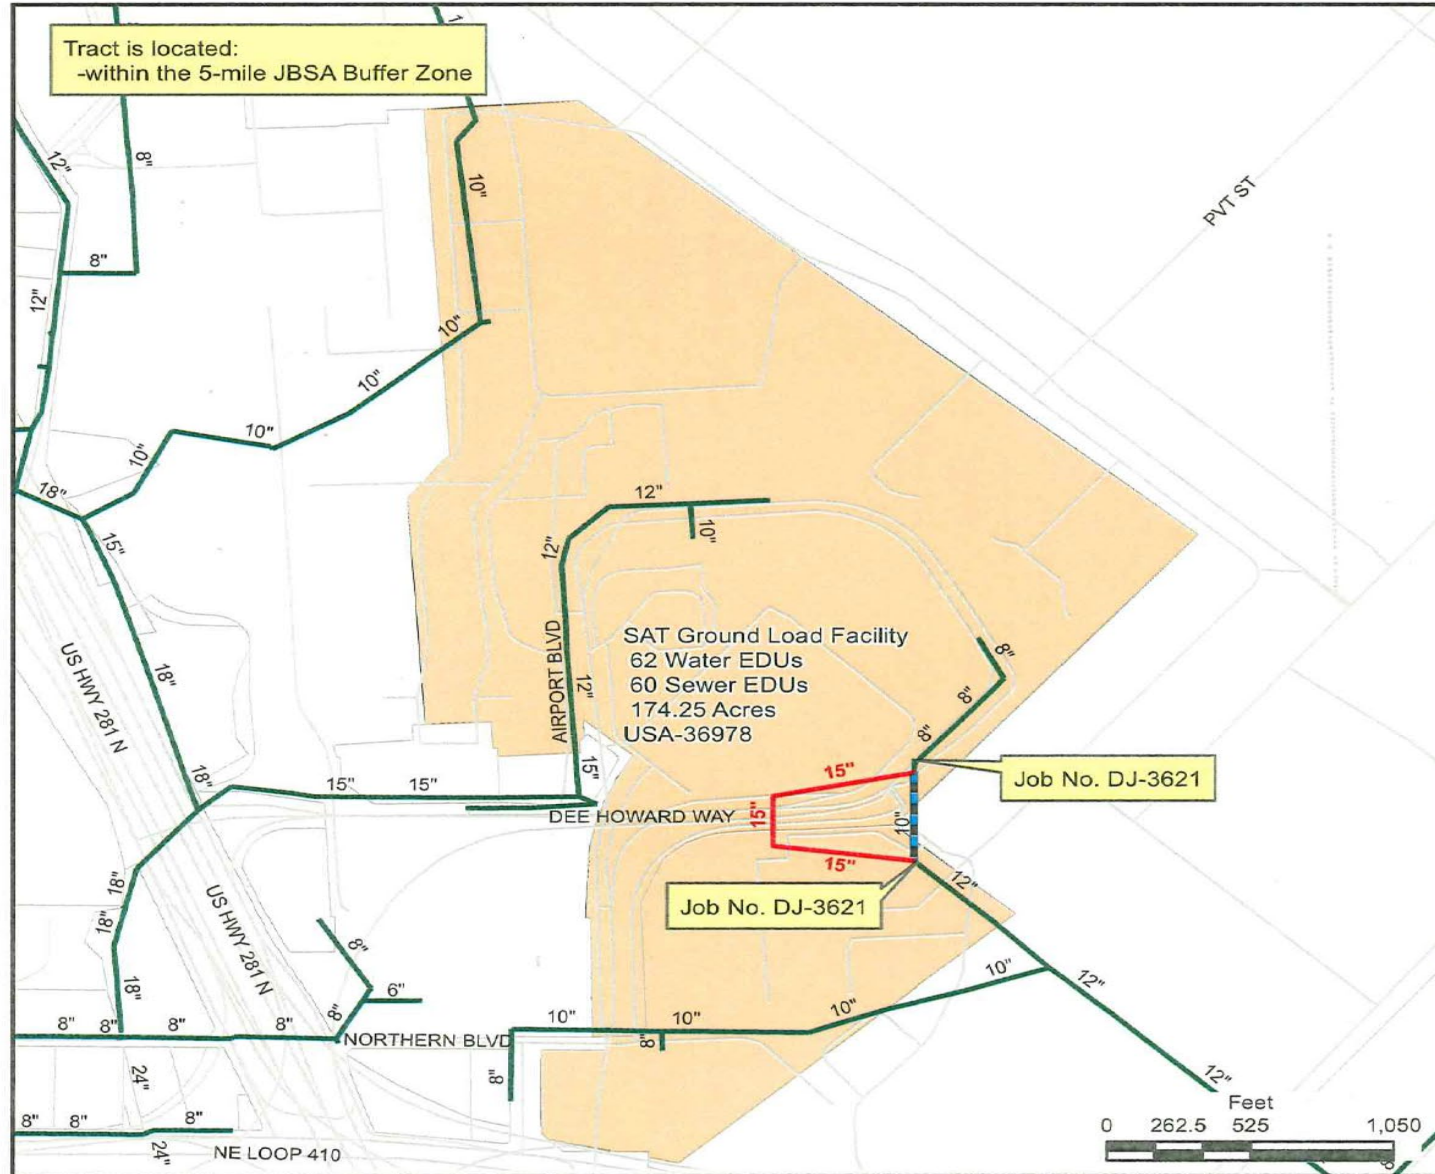 Tract is located:
-within the 5-mile JBSA Buffer Zone
12"
8"
8"
12"
10"
10"
10"
10"
10"
18"
15"
18"
18"
US HWY 281 N
US HWY 281 N
PVT ST
12"
10"
12"
12"
15"
AIRPORT BLVD
SAT Ground Load Facility
62 Water EDUs
60 Sewer EDUs
174.25 Acres
USA-36978
8"
8"
8"
Job No. DJ-3621
15"
15"
15"
10"
15"
15"
DEE HOWARD WAY
Job No. DJ-3621
12"
18"
18"
18"
8"
6"
8"
8"
8"
8"
8"
NORTHERN BLVD
10"
10"
10"
10"
8"
8"
12"
12"
24"
8"
8"
8"
24"
NE LOOP 410
Feet
0 262.5 525 1,050